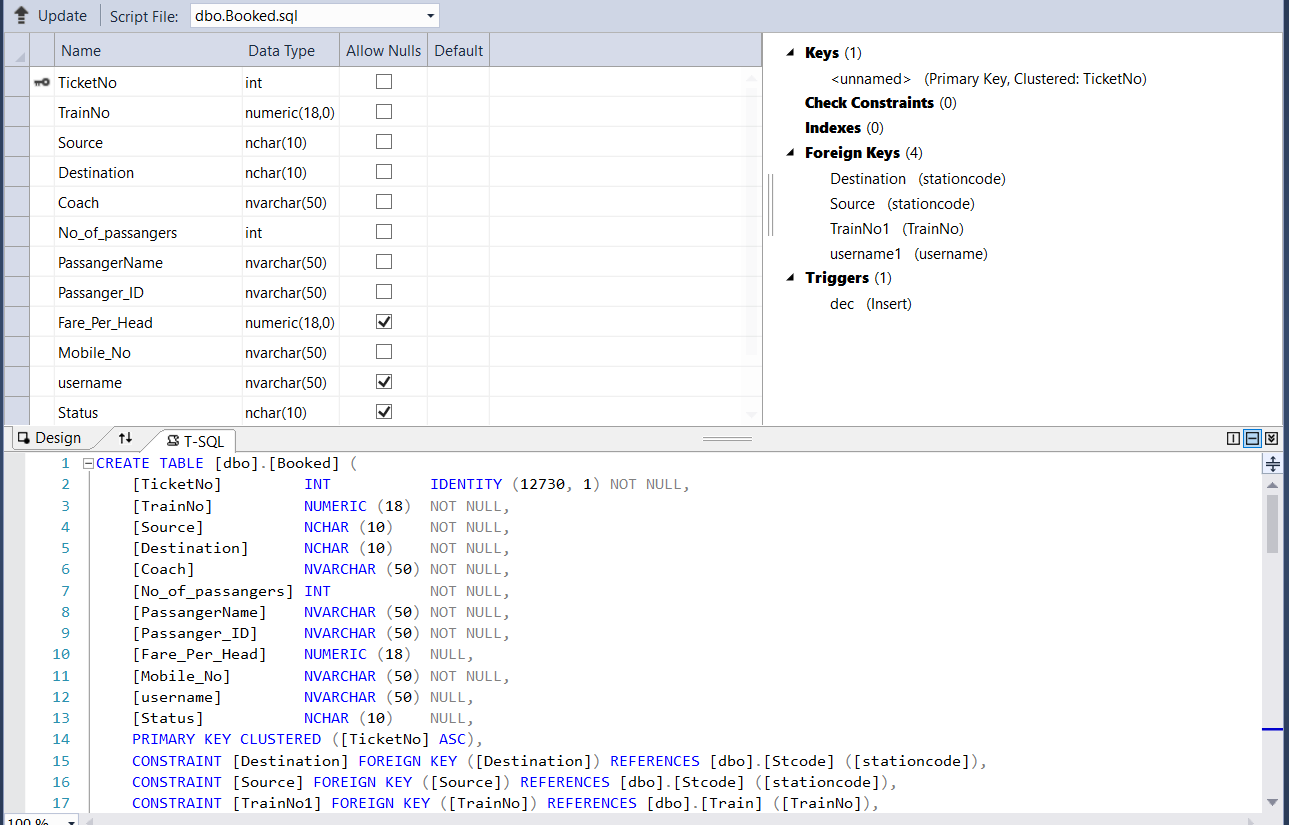 Update Script File: dbo.Booked.sql
Name Data Type Allow Nulls Default
TicketNo int
TrainNo numeric(18,0)
Source nchar(10)
Destination nchar(10)
Coach nvarchar(50)
No_of_passangers int
PassangerName nvarchar(50)
Passanger_ID nvarchar(50)
Fare_Per_Head numeric(18,0)
Mobile_No nvarchar(50)
username nvarchar(50)
Status nchar(10)
Keys (1)
<unnamed> (Primary Key, Clustered: TicketNo)
Check Constraints (0)
Indexes (0)
Foreign Keys (4)
Destination (stationcode)
Source (stationcode)
TrainNo1 (TrainNo)
username1 (username)
Triggers (1)
dec (Insert)
Design T-SQL
1 CREATE TABLE [dbo].[Booked] (
2 [TicketNo] INT IDENTITY (12730, 1) NOT NULL,
3 [TrainNo] NUMERIC (18) NOT NULL,
4 [Source] NCHAR (10) NOT NULL,
5 [Destination] NCHAR (10) NOT NULL,
6 [Coach] NVARCHAR (50) NOT NULL,
7 [No_of_passangers] INT NOT NULL,
8 [PassangerName] NVARCHAR (50) NOT NULL,
9 [Passanger_ID] NVARCHAR (50) NOT NULL,
10 [Fare_Per_Head] NUMERIC (18) NULL,
11 [Mobile_No] NVARCHAR (50) NOT NULL,
12 [username] NVARCHAR (50) NULL,
13 [Status] NCHAR (10) NULL,
14 PRIMARY KEY CLUSTERED ([TicketNo] ASC),
15 CONSTRAINT [Destination] FOREIGN KEY ([Destination]) REFERENCES [dbo].[Stcode] ([stationcode]),
16 CONSTRAINT [Source] FOREIGN KEY ([Source]) REFERENCES [dbo].[Stcode] ([stationcode]),
17 CONSTRAINT [TrainNo1] FOREIGN KEY ([TrainNo]) REFERENCES [dbo].[Train] ([TrainNo]),
100 %